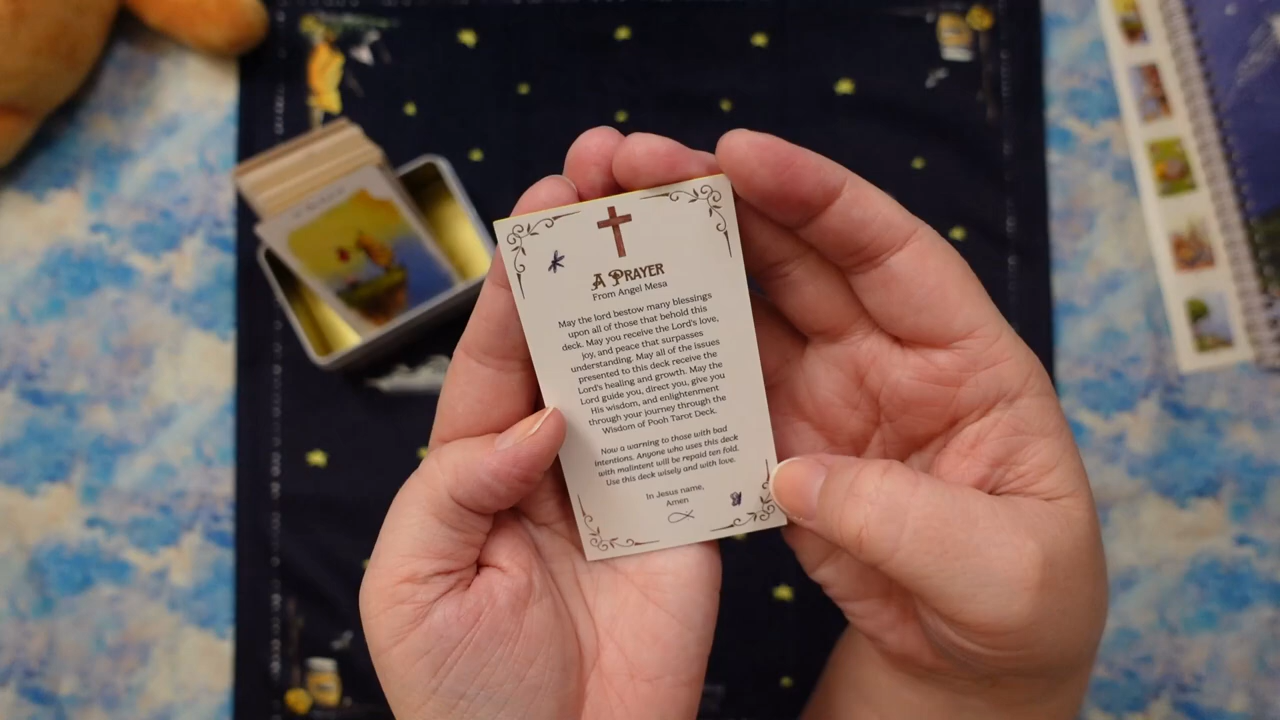 A Prayer
From Angel Mesa
May the lord bestow many blessings
upon all of those that behold this
deck. May you receive the Lord's love,
joy, and peace that surpasses
understanding. May all of the issues
presented to this deck receive the
Lord's healing and growth. May the
Lord guide you, direct you, give you
His wisdom, and enlightenment
through your journey through the
Wisdom of Pooh Tarot Deck.
Now a warning to those with bad
intentions. Anyone who uses this deck
with malintent will be repaid ten fold.
Use this deck wisely and with love.
In Jesus name,
Amen